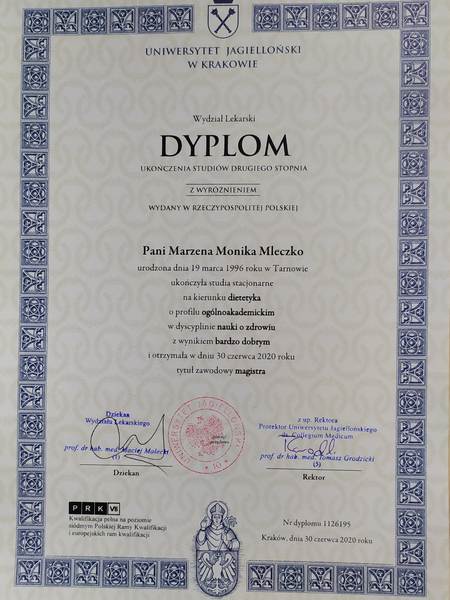 UNIWERSYTET JAGIELLOŃSKI
W KRAKOWIE
Wydział Lekarski
DYPLOM
UKOŃCZENIA STUDIÓW DRUGIEGO STOPNIA
Z WYRÓŻNIENIEM
WYDANY W RZECZYPOSPOLITEJ POLSKIEJ
Pani Marzena Monika Mleczko
urodzona dnia 19 marca 1996 roku w Tarnowie
ukończyła studia stacjonarne
na kierunku dietetyka
o profilu ogólnoakademickim
w dyscyplinie nauki o zdrowiu
z wynikiem bardzo dobrym
i otrzymała w dniu 30 czerwca 2020 roku
tytuł zawodowy magistra
Dziekan
Wydziału Lekarskiego
prof. dr hab. med. Maciej Małecki
(1)
Dziekan
UNIWERSYTET JAGIELLOŃSKI
10
z up. Rektora
Prorektor Uniwersytetu Jagiellońskiego
ds. Collegium Medicum
prof. dr hab. med. Tomasz Grodzicki
(5)
Rektor
PRK VII
Kwalifikacja pełna na poziomie
siódmym Polskiej Ramy Kwalifikacji
i europejskich ram kwalifikacji
Nr dyplomu 1126195
Kraków, dnia 30 czerwca 2020 roku